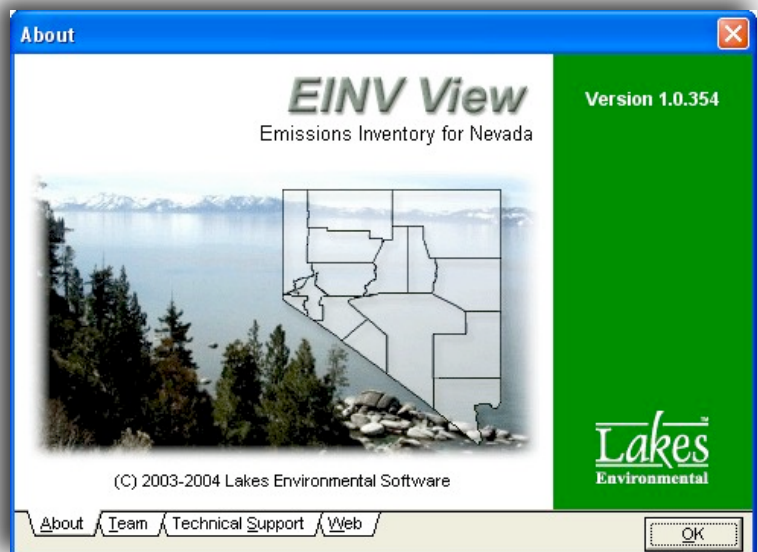 About
EINV View
Emissions Inventory for Nevada
Version 1.0.354
(C) 2003-2004 Lakes Environmental Software
Lakes™
Environmental
About Team Technical Support Web
OK